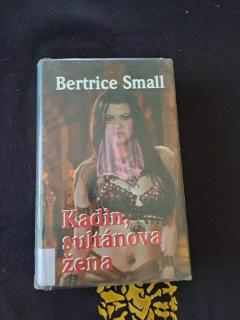 Bertrice Small
Kadin,
sultánova
žena